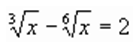 ∛x − ⁶√x = 2